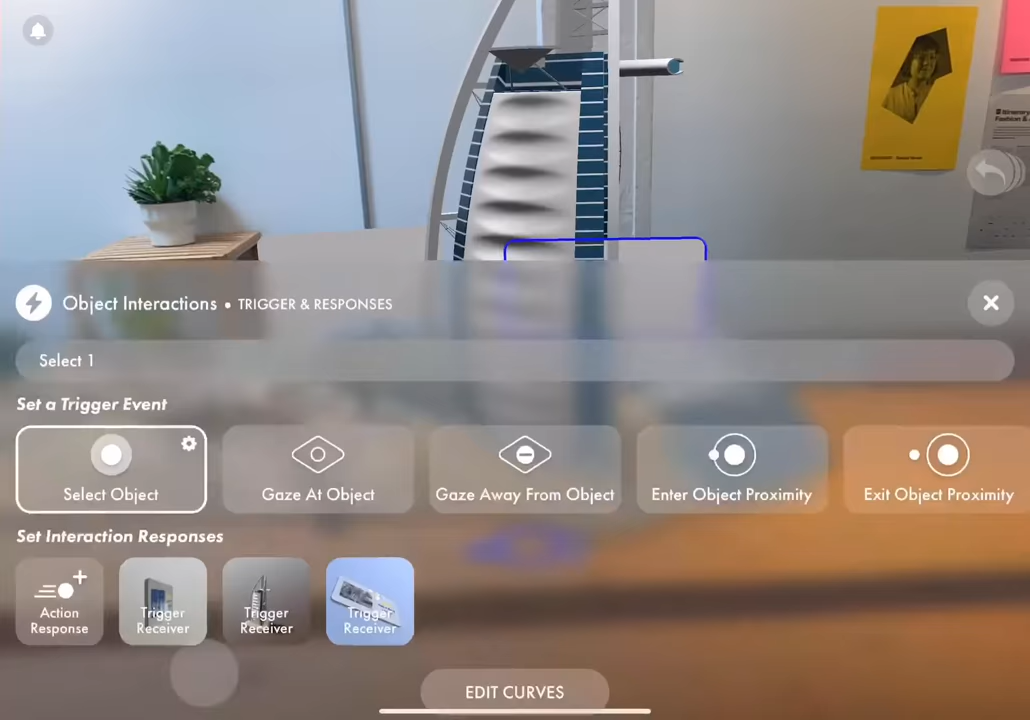 Object Interactions • TRIGGER & RESPONSES
Select 1
Set a Trigger Event
Select Object
Gaze At Object
Gaze Away From Object
Enter Object Proximity
Exit Object Proximity
Set Interaction Responses
Action
Response
Trigger
Receiver
Trigger
Receiver
Trigger
Receiver
EDIT CURVES